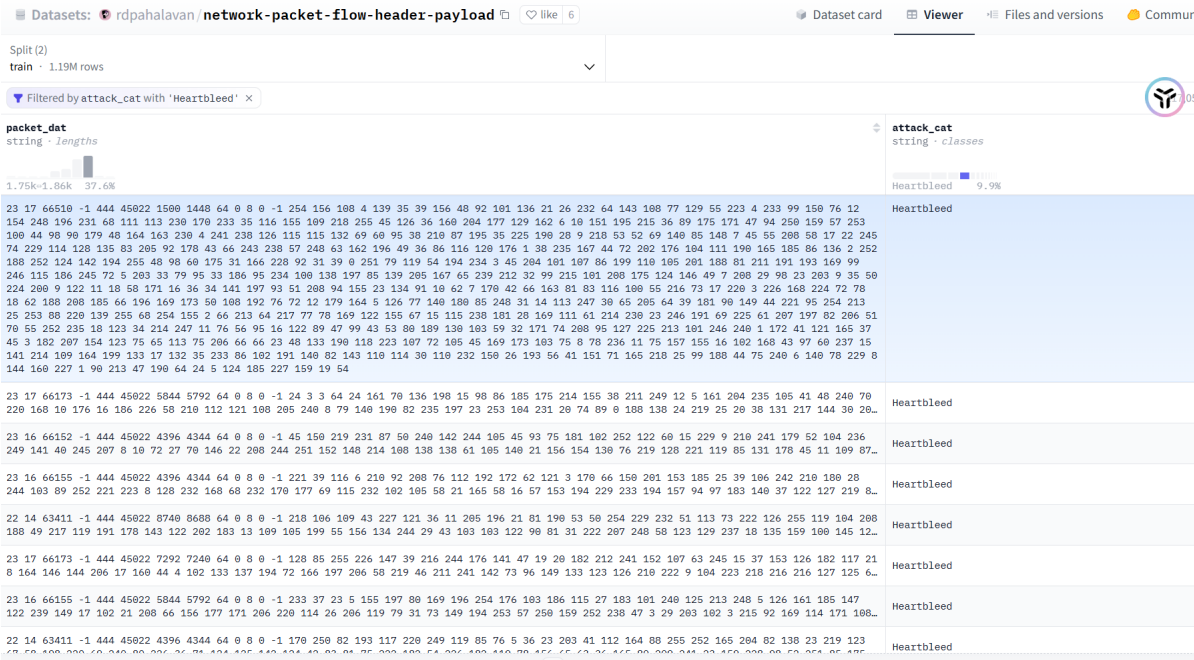 Datasets: rdpahalavan/network-packet-flow-header-payload like 6 Dataset card Viewer Files and versions Commur
Split (2)
train · 1.19M rows
Filtered by attack_cat with 'Heartbleed' ×
packet_dat attack_cat
string · lengths string · classes
1.75k~1.86k 37.6% Heartbleed 9.9%
23 17 66510 -1 444 45022 1500 1448 64 0 8 0 -1 254 156 108 4 139 35 39 156 48 92 101 136 21 26 232 64 143 108 77 129 55 223 4 233 99 150 76 12 Heartbleed
154 248 196 231 68 111 113 230 170 233 35 116 155 109 218 255 45 126 36 160 204 177 129 162 6 10 151 195 215 36 89 175 171 47 94 250 159 57 253
100 44 98 90 179 48 164 163 230 4 241 238 126 115 115 132 69 60 95 38 210 87 195 35 225 190 28 9 218 53 52 69 140 85 148 7 45 55 208 58 17 22 245
74 229 114 128 135 83 205 92 178 43 66 243 238 57 248 63 162 196 49 36 86 116 120 176 1 38 235 167 44 72 202 176 104 111 190 165 185 86 136 2 252
188 252 124 142 194 255 48 98 60 175 31 166 228 92 31 39 0 251 79 119 54 194 234 3 45 204 101 107 86 199 110 105 201 188 81 211 191 193 169 99
246 115 186 245 72 5 203 33 79 95 33 186 95 234 100 138 197 85 139 205 167 65 239 212 32 99 215 101 208 175 124 146 49 7 208 29 98 23 203 9 35 50
224 200 9 122 11 18 58 171 16 36 34 141 197 93 51 208 94 155 23 134 91 10 62 7 170 42 66 163 81 83 116 100 55 216 73 17 220 3 226 168 224 72 78
18 62 188 208 185 66 196 169 173 50 108 192 76 72 12 179 164 5 126 77 140 180 85 248 31 14 113 247 30 65 205 64 39 181 90 149 44 221 95 254 213
25 253 88 220 139 255 68 254 155 2 66 213 64 217 77 78 169 122 155 67 15 115 238 181 28 169 111 61 214 230 23 246 191 69 225 61 207 197 82 206 51
70 55 252 235 18 123 34 214 247 11 76 56 95 16 122 89 47 99 43 53 80 189 130 103 59 32 171 74 208 95 127 225 213 101 246 240 1 172 41 121 165 37
45 3 182 207 154 123 75 65 113 75 206 66 66 23 48 133 90 118 223 107 72 105 45 169 173 103 75 8 78 236 11 75 157 155 16 102 168 43 97 60 237 15
141 214 109 164 199 133 17 132 35 233 86 102 191 140 82 143 110 114 30 110 232 150 26 193 56 41 151 71 165 218 25 99 188 44 75 240 6 140 78 229 8
144 160 227 1 90 213 47 190 64 24 5 124 185 227 159 19 54
23 17 66173 -1 444 45022 5844 5792 64 0 8 0 -1 24 3 3 64 24 161 70 136 198 15 98 86 185 175 214 155 38 211 249 12 5 161 204 235 105 41 48 240 70 Heartbleed
220 168 10 176 16 186 226 58 210 112 121 108 205 240 8 79 140 190 82 235 197 23 253 104 231 20 74 89 0 188 138 24 219 25 20 38 131 217 144 30 20…
23 16 66152 -1 444 45022 4396 4344 64 0 8 0 -1 45 150 219 231 87 50 240 142 244 105 45 93 75 181 102 252 122 60 15 229 9 210 241 179 52 104 236 Heartbleed
249 141 40 245 207 8 10 72 27 70 146 22 208 244 251 152 148 214 108 138 138 61 105 140 21 156 154 130 76 219 128 221 119 85 131 178 45 11 109 87…
23 16 66155 -1 444 45022 4396 4344 64 0 8 0 -1 221 39 116 6 210 92 208 76 112 192 172 62 121 3 170 66 150 201 153 185 25 39 106 242 210 180 28 Heartbleed
244 103 89 252 221 223 8 128 232 168 68 232 170 177 69 115 232 102 105 58 21 165 58 16 57 153 194 229 233 194 157 94 97 183 140 37 122 127 219 8…
22 14 63411 -1 444 45022 8740 8688 64 0 8 0 -1 218 106 109 43 227 121 36 11 205 196 21 81 190 53 50 254 229 232 51 113 73 222 126 255 119 104 208 Heartbleed
188 49 217 119 191 178 143 122 202 183 13 109 105 199 55 156 134 244 29 43 103 103 122 90 81 31 222 207 248 58 123 129 237 18 135 159 100 145 12…
23 17 66173 -1 444 45022 7292 7240 64 0 8 0 -1 128 85 255 226 147 39 216 244 176 141 47 19 20 182 212 241 152 107 63 245 15 37 153 126 182 117 21 Heartbleed
8 164 146 144 206 17 160 44 4 102 133 137 194 72 166 197 206 58 219 46 211 241 142 73 96 149 133 123 126 210 222 9 104 223 218 216 216 127 125 6…
23 16 66155 -1 444 45022 5844 5792 64 0 8 0 -1 233 37 23 5 155 197 80 169 196 254 176 103 186 115 27 183 101 240 125 213 248 5 126 161 185 147 Heartbleed
122 239 149 17 102 21 208 66 156 177 171 206 220 114 26 206 119 79 31 73 149 194 253 57 250 159 252 238 47 3 29 203 102 3 215 92 169 114 171 108…
22 14 63411 -1 444 45022 4396 4344 64 0 8 0 -1 170 250 82 193 117 220 249 119 85 76 5 36 23 203 41 112 164 88 255 252 165 204 82 138 23 219 123 Heartbleed